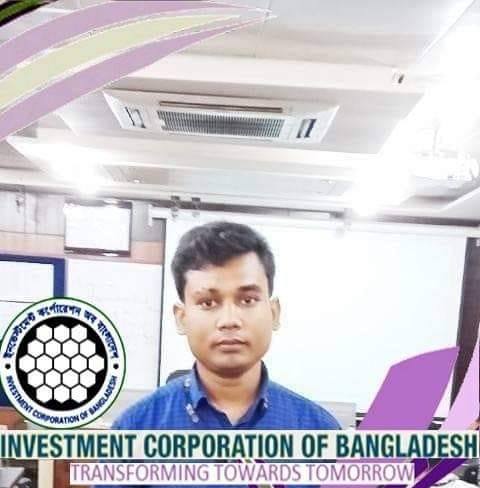 ইনভেস্টমেন্ট কর্পোরেশন অব বাংলাদেশ
INVESTMENT CORPORATION OF BANGLADESH
INVESTMENT CORPORATION OF BANGLADESH
TRANSFORMING TOWARDS TOMORROW